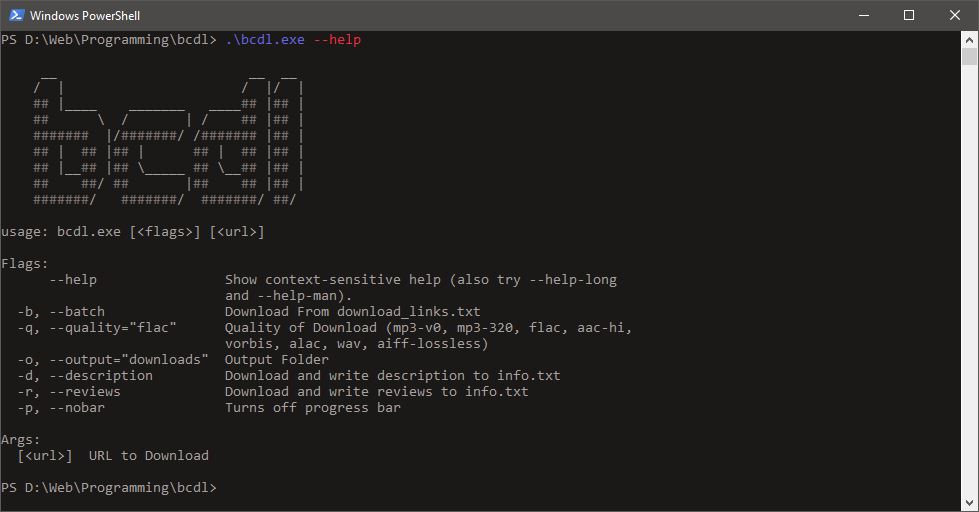 Windows PowerShell
PS D:\Web\Programming\bcdl> .\bcdl.exe --help
     __                        __  __
    /  |                      /  |/  |
    ## |____    _______   ____## |## |
    ##      \  /       | /    ## |## |
    #######  |/#######/ /####### |## |
    ## |  ## |## |      ## |  ## |## |
    ## |__## |## \_____ ## \__## |## |
    ##    ##/ ##       |##    ## |## |
    #######/   #######/  #######/ ##/
usage: bcdl.exe [<flags>] [<url>]
Flags:
      --help                Show context-sensitive help (also try --help-long
                            and --help-man).
  -b, --batch               Download From download_links.txt
  -q, --quality="flac"      Quality of Download (mp3-v0, mp3-320, flac, aac-hi,
                            vorbis, alac, wav, aiff-lossless)
  -o, --output="downloads"  Output Folder
  -d, --description         Download and write description to info.txt
  -r, --reviews             Download and write reviews to info.txt
  -p, --nobar               Turns off progress bar
Args:
  [<url>]  URL to Download
PS D:\Web\Programming\bcdl>